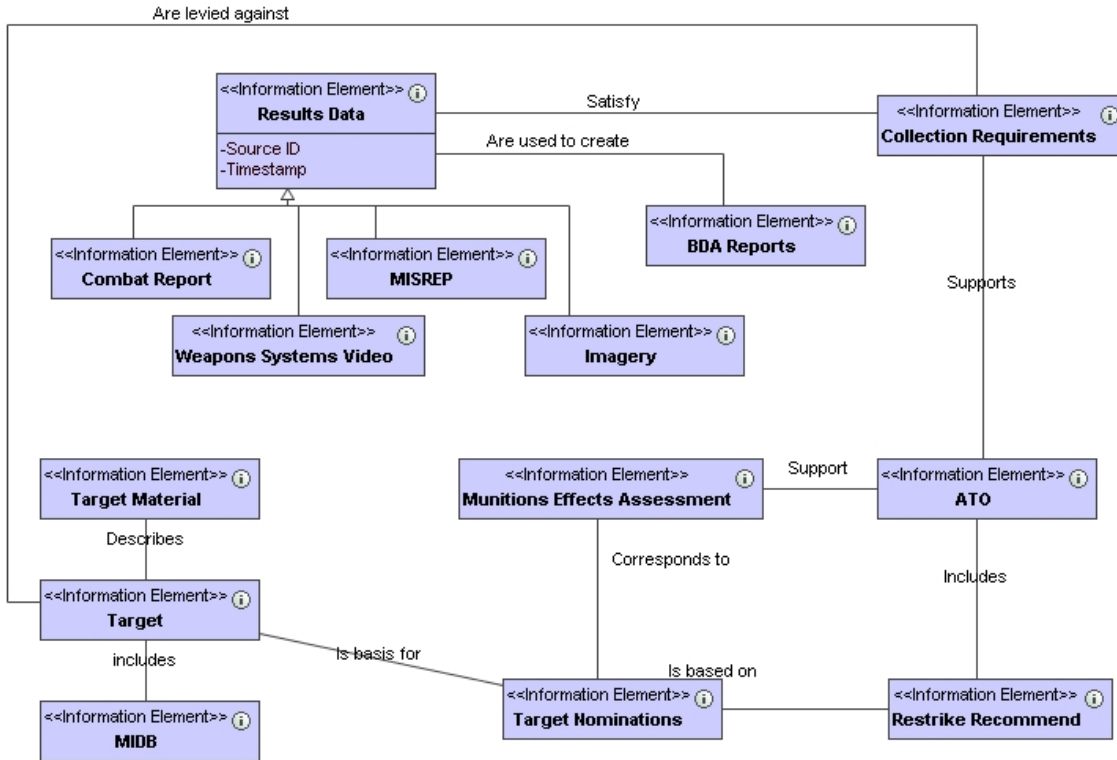 Are levied against
<<Information Element>>
Results Data
-Source ID
-Timestamp
Satisfy
<<Information Element>>
Collection Requirements
Are used to create
<<Information Element>>
BDA Reports
<<Information Element>>
Combat Report
<<Information Element>>
MISREP
Supports
<<Information Element>>
Weapons Systems Video
<<Information Element>>
Imagery
<<Information Element>>
Target Material
<<Information Element>>
Munitions Effects Assessment
Support
<<Information Element>>
ATO
Describes
Corresponds to
Includes
<<Information Element>>
Target
includes
Is basis for
Is based on
<<Information Element>>
MIDB
<<Information Element>>
Target Nominations
<<Information Element>>
Restrike Recommend